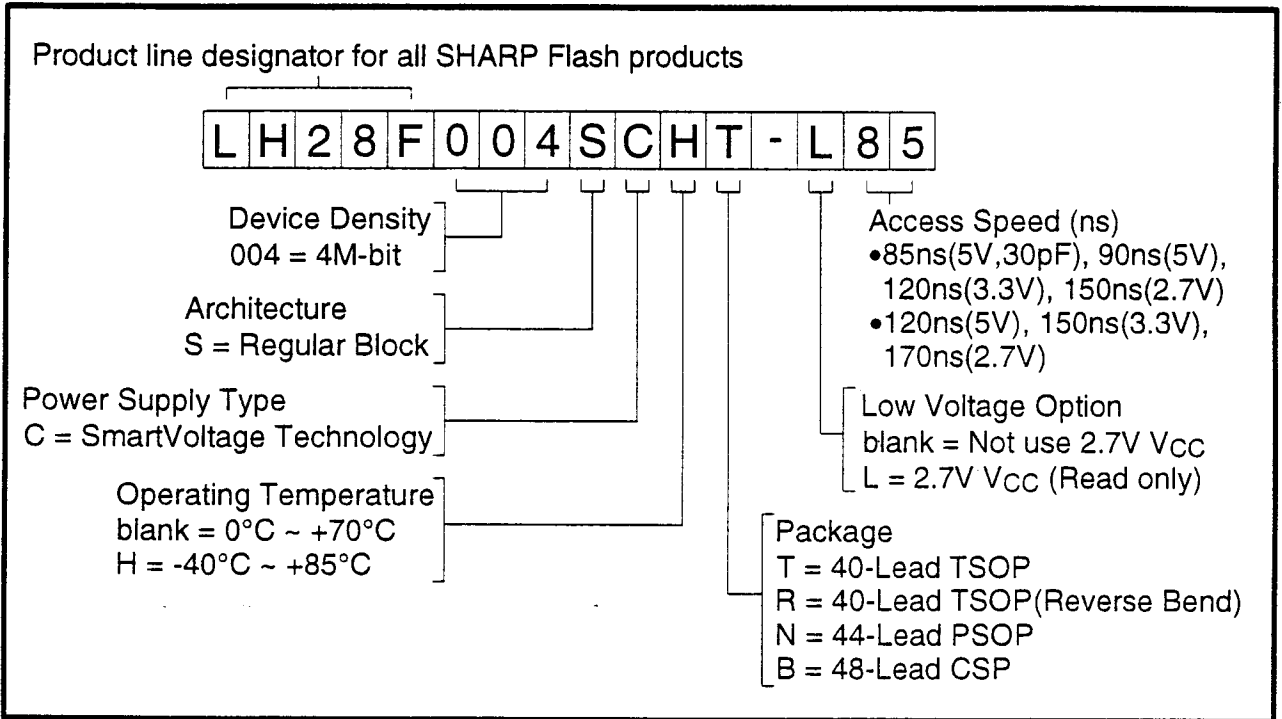 Product line designator for all SHARP Flash products
LH28F004SCHT-L85
Device Density
004 = 4M-bit
Architecture
S = Regular Block
Power Supply Type
C = SmartVoltage Technology
Operating Temperature
blank = 0°C ~ +70°C
H = -40°C ~ +85°C
Access Speed (ns)
•85ns(5V,30pF), 90ns(5V),
120ns(3.3V), 150ns(2.7V)
•120ns(5V), 150ns(3.3V),
170ns(2.7V)
Low Voltage Option
blank = Not use 2.7V VCC
L = 2.7V VCC (Read only)
Package
T = 40-Lead TSOP
R = 40-Lead TSOP(Reverse Bend)
N = 44-Lead PSOP
B = 48-Lead CSP